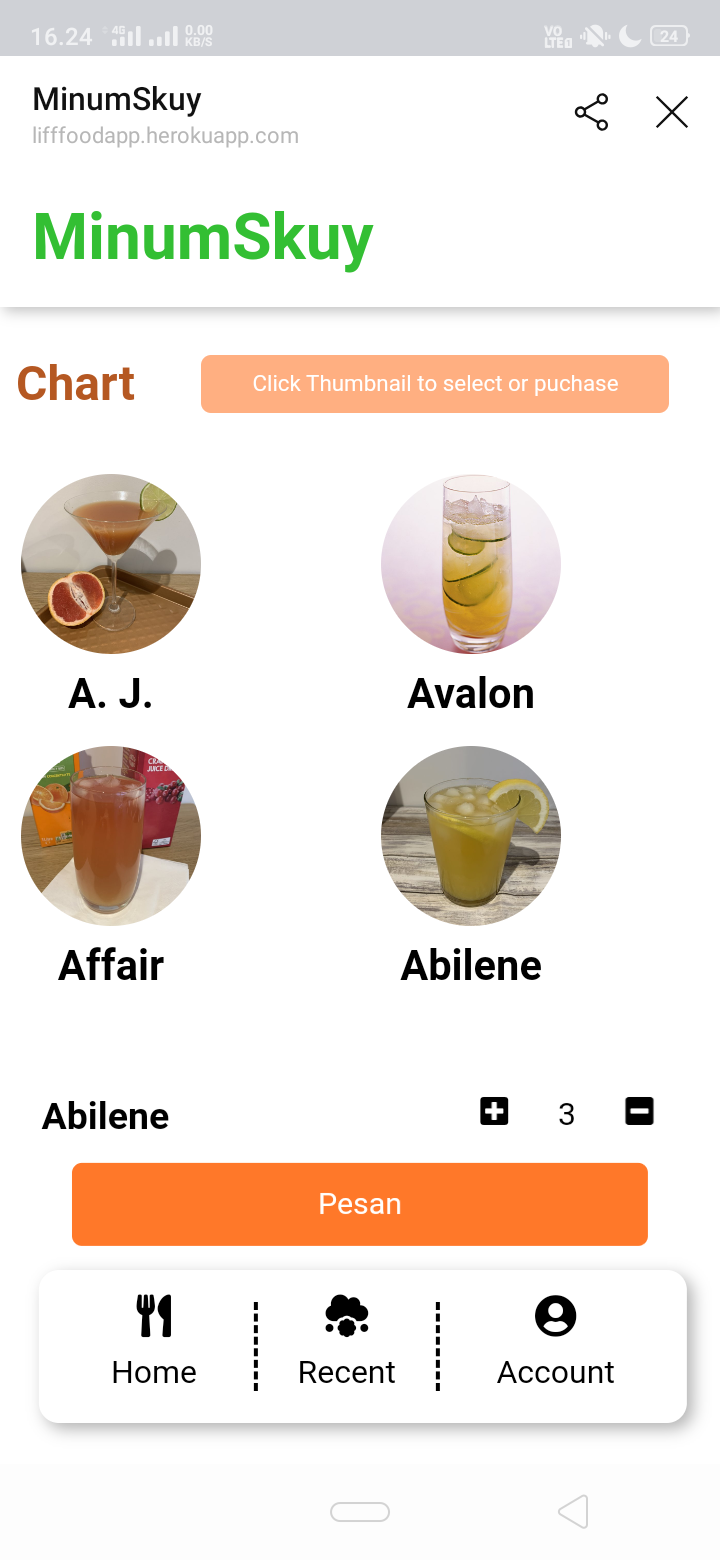 16.24 4G 0.00 KB/S VO LTE 24
MinumSkuy
lifffoodapp.herokuapp.com
MinumSkuy
Chart
Click Thumbnail to select or puchase
A. J.
Avalon
JUICE
Affair
Abilene
Abilene 3
Pesan
Home Recent Account